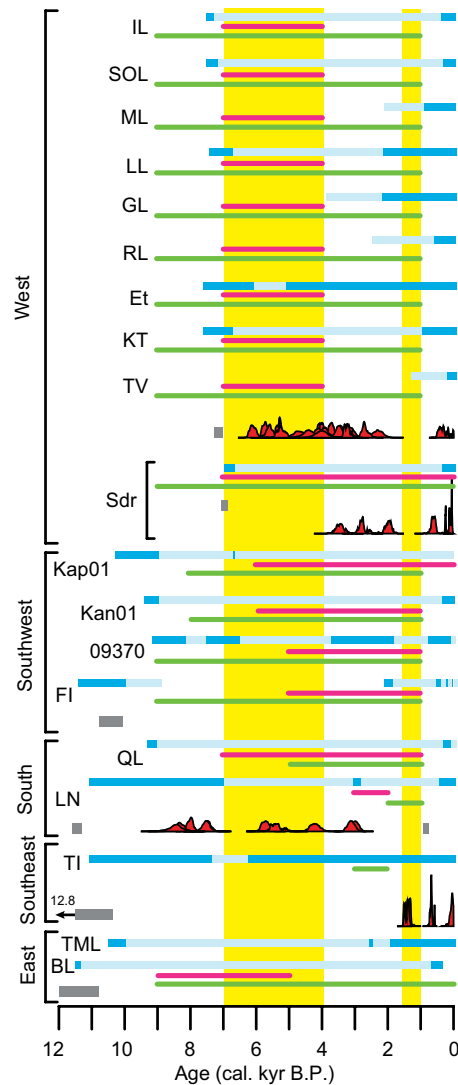 West
IL
SOL
ML
LL
GL
RL
Et
KT
TV
Sdr
Southwest
Kap01
Kan01
09370
FI
South
QL
LN
Southeast
TI
12.8
East
TML
BL
12 10 8 6 4 2 0
Age (cal. kyr B.P.)